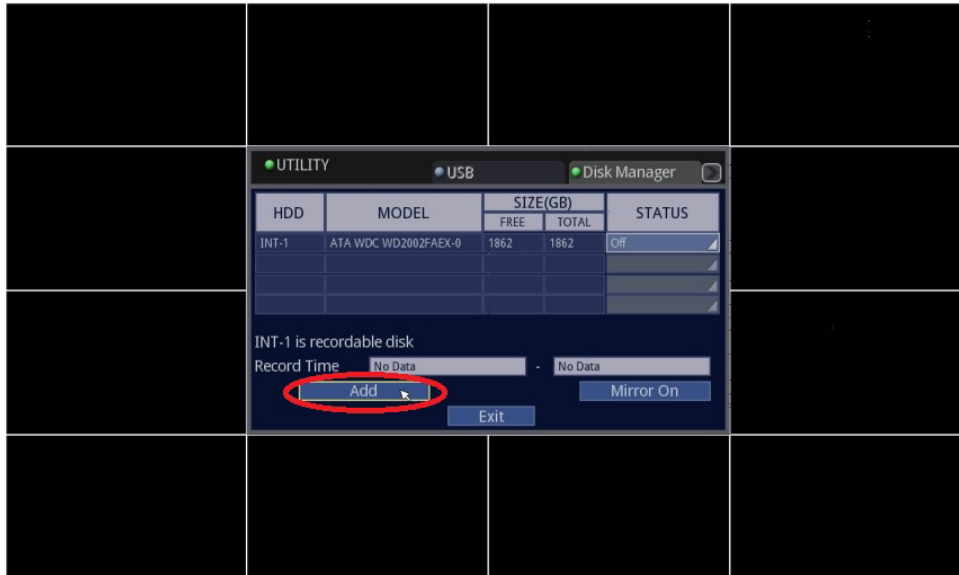 UTILITY
USB
Disk Manager
HDD MODEL SIZE(GB) STATUS
FREE TOTAL
INT-1 ATA WDC WD2002FAEX-0 1862 1862 Off
INT-1 is recordable disk
Record Time No Data - No Data
Add Mirror On
Exit